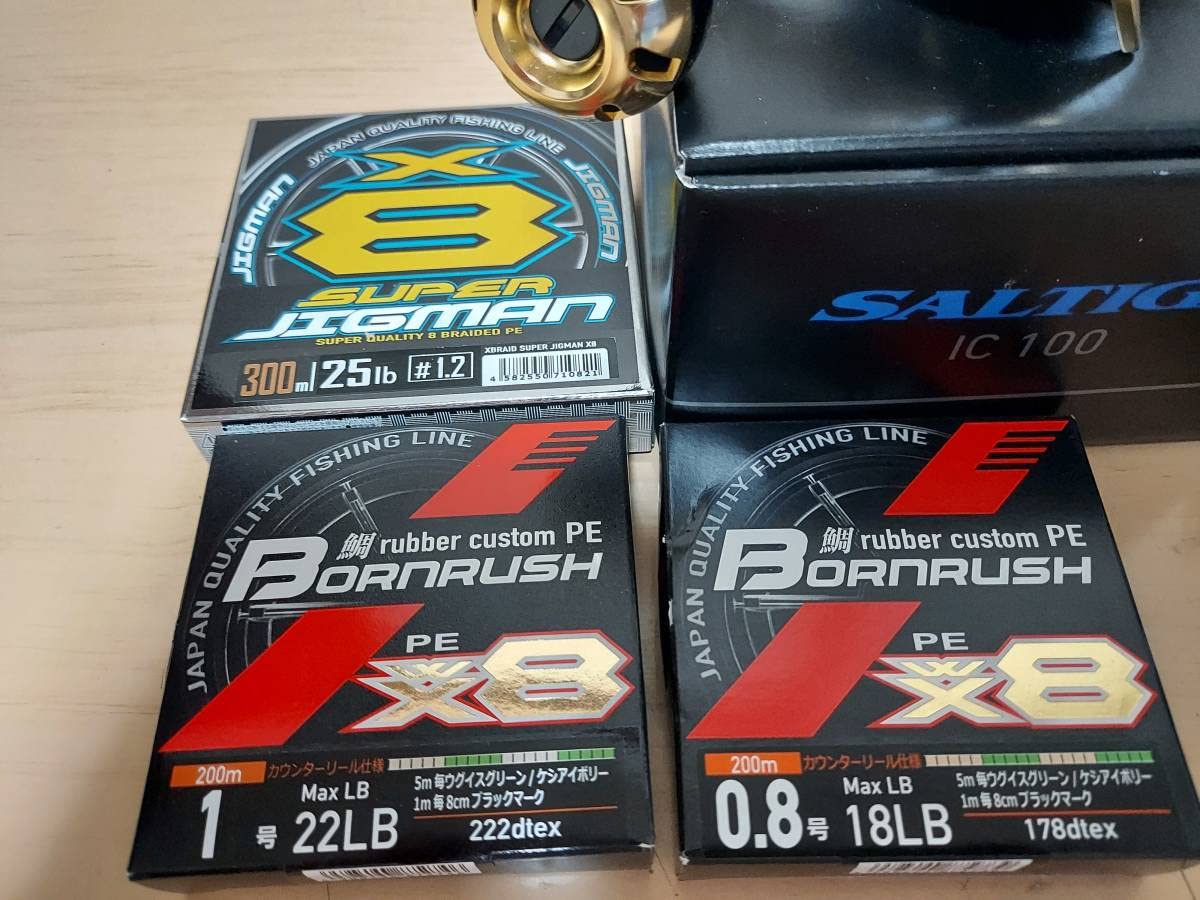 JAPAN QUALITY FISHING LINE
JIGMAN
JIGMAN
X
8
SUPER
JIGMAN
SUPER QUALITY 8 BRAIDED PE
300m 25lb #1.2
XBRAID SUPER JIGMAN X8
4 582550 710821
SALTIG
IC 100
JAPAN QUALITY FISHING LINE
鯛 rubber custom PE
BORNRUSH
PE
WX8
200m カウンターリール仕様
1号
Max LB
22LB
5m毎ウグイスグリーン/ケシアイボリー
1m毎8cmブラックマーク
222dtex
JAPAN QUALITY FISHING LINE
鯛 rubber custom PE
BORNRUSH
PE
WX8
200m カウンターリール仕様
0.8号
Max LB
18LB
5m毎ウグイスグリーン/ケシアイボリー
1m毎8cmブラックマーク
178dtex